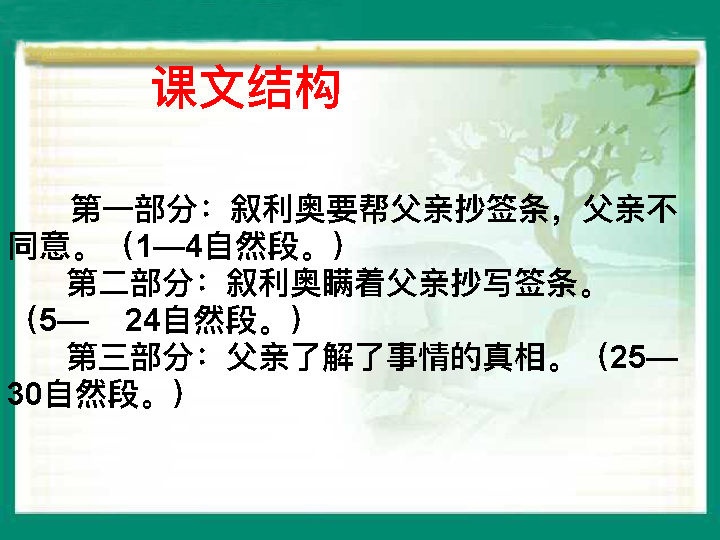 课文结构
第一部分：叙利奥要帮父亲抄签条，父亲不
同意。（1—4自然段。）
第二部分：叙利奥瞒着父亲抄写签条。
（5—　24自然段。）
第三部分：父亲了解了事情的真相。（25—
30自然段。）